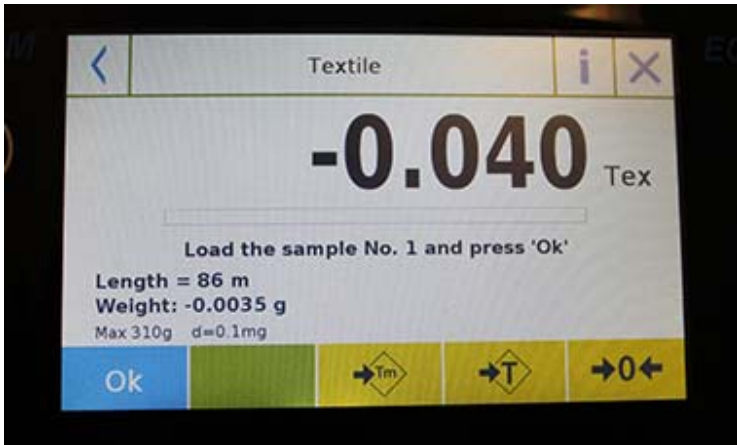 Textile
i
-0.040 Tex
Load the sample No. 1 and press 'Ok'
Length = 86 m
Weight: -0.0035 g
Max 310g d=0.1mg
Ok
Tm
T
0